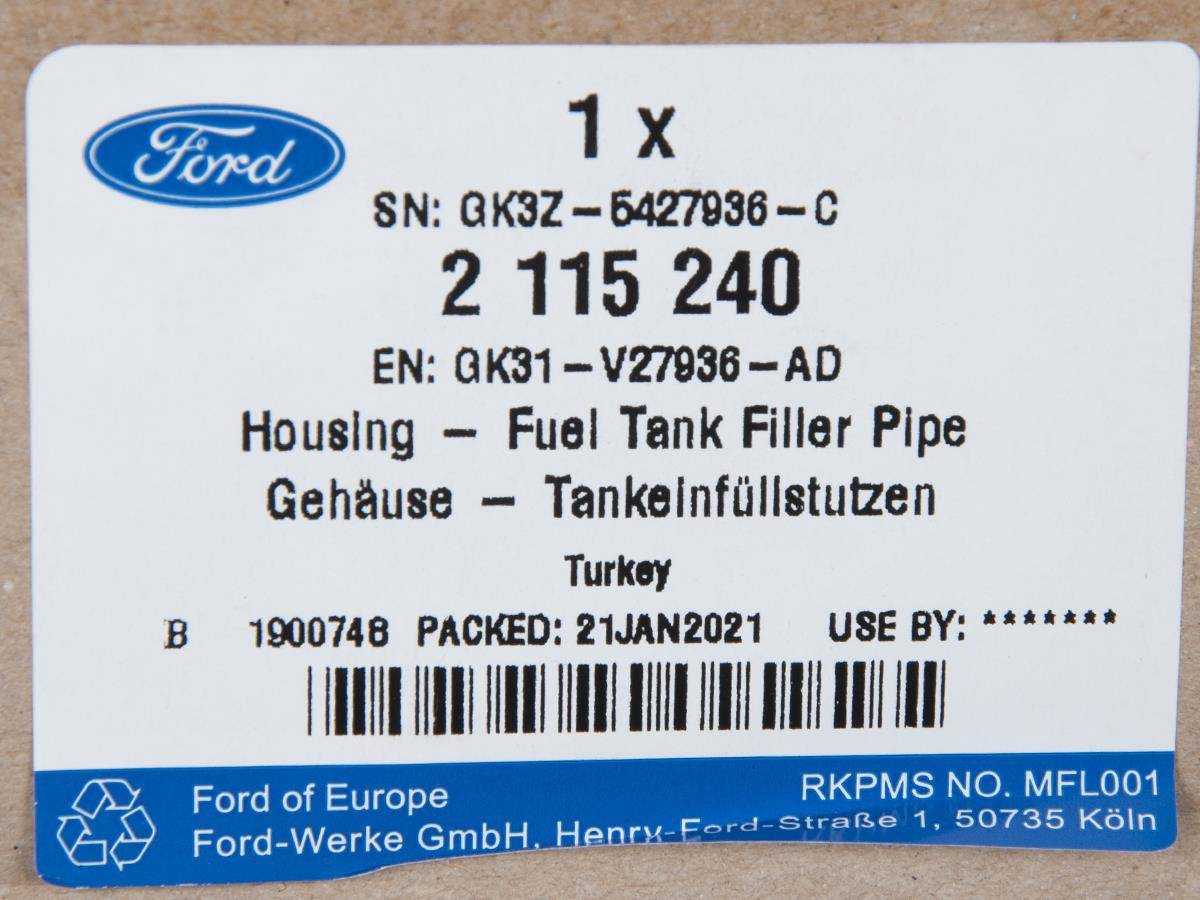 Ford
1 x
SN: GK3Z-5427936-C
2 115 240
EN: GK31-V27936-AD
Housing - Fuel Tank Filler Pipe
Gehäuse - Tankeinfüllstutzen
Turkey
B 1900748 PACKED: 21JAN2021 USE BY: *******
Ford of Europe
RKPMS NO. MFL001
Ford-Werke GmbH, Henry-Ford-Straße 1, 50735 Köln